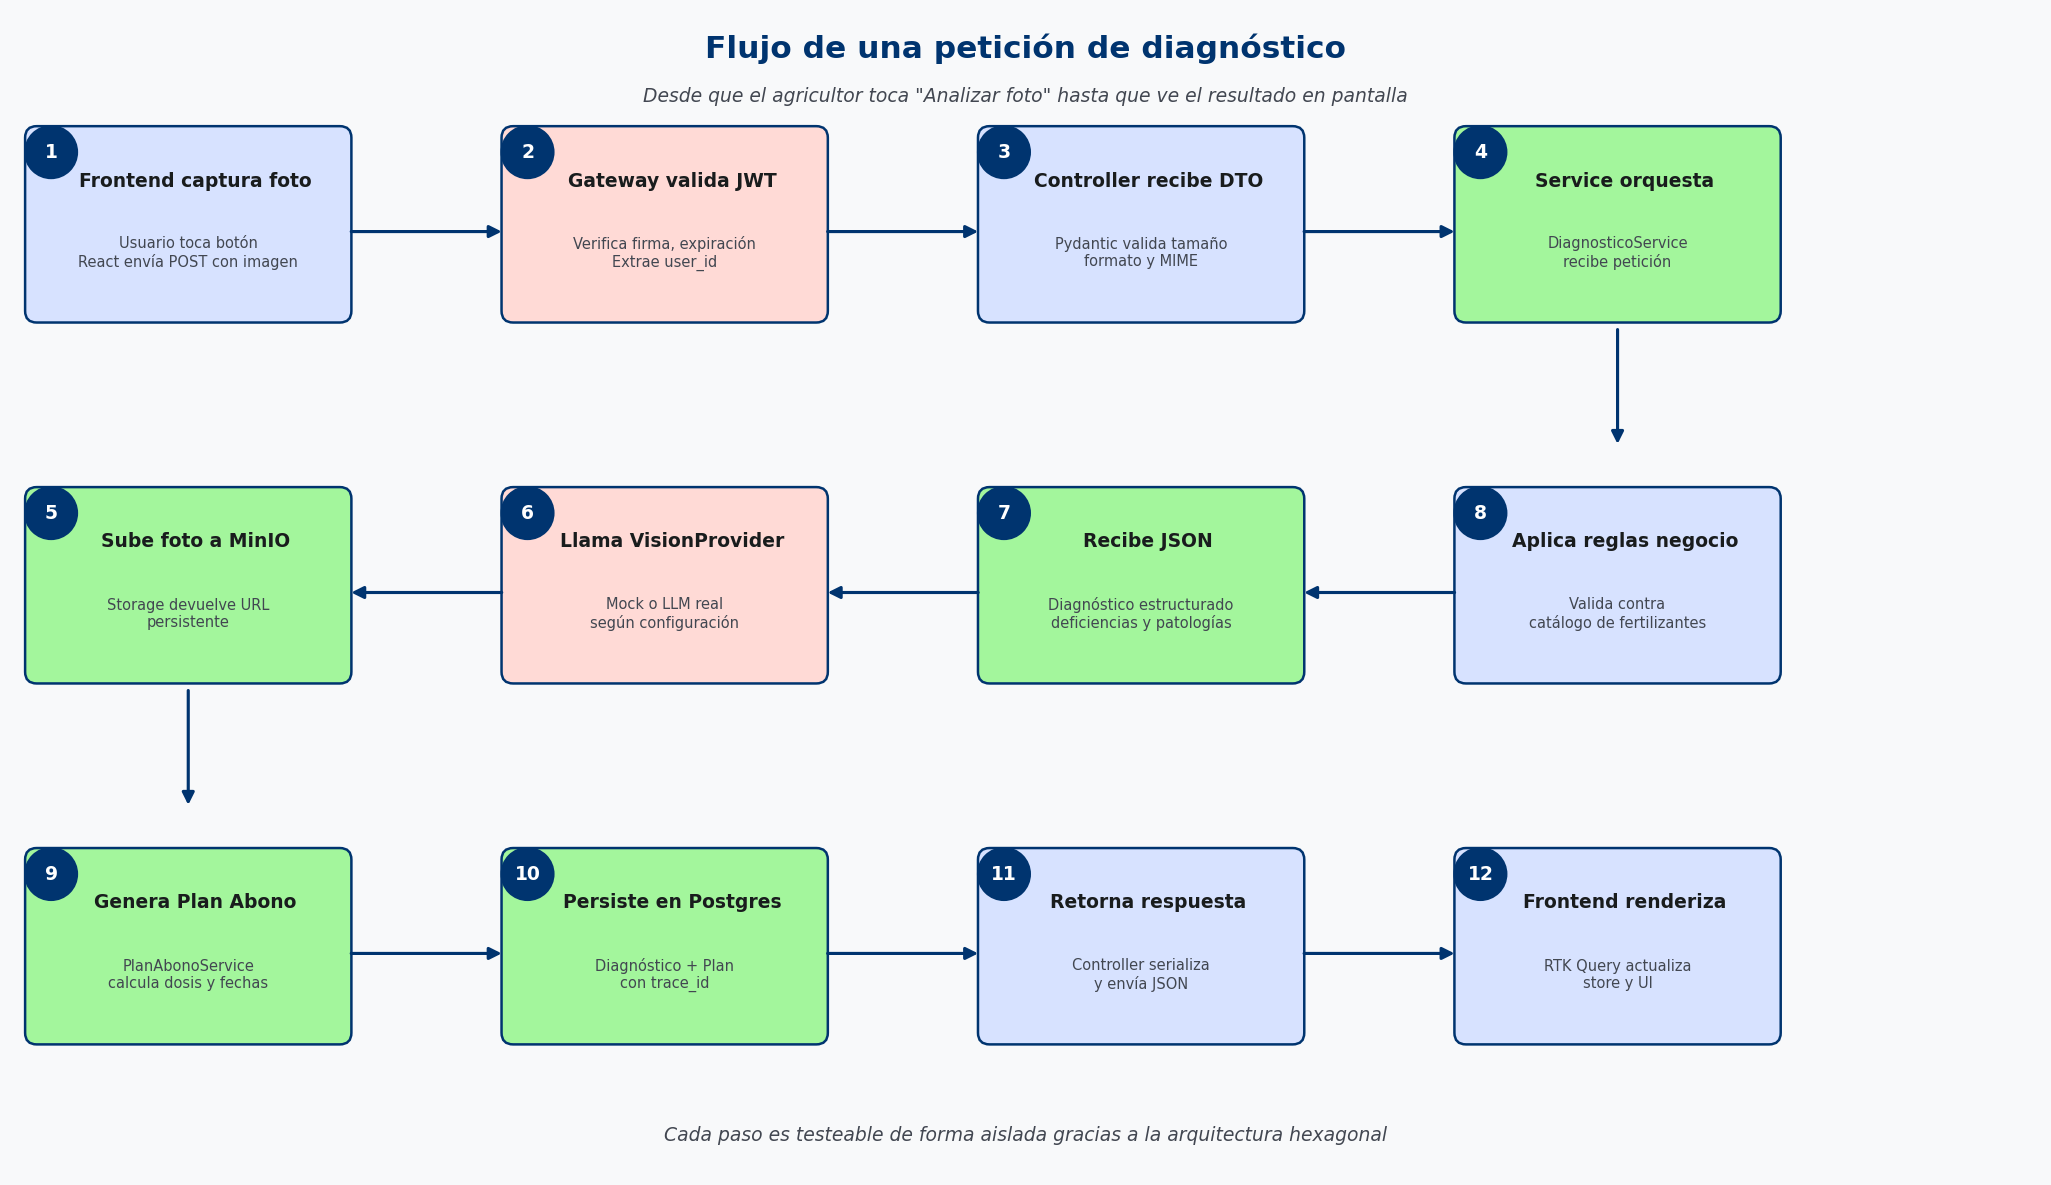 Flujo de una petición de diagnóstico
Desde que el agricultor toca "Analizar foto" hasta que ve el resultado en pantalla
1
Frontend captura foto
Usuario toca botón
React envía POST con imagen
2
Gateway valida JWT
Verifica firma, expiración
Extrae user_id
3
Controller recibe DTO
Pydantic valida tamaño
formato y MIME
4
Service orquesta
DiagnosticoService
recibe petición
5
Sube foto a MinIO
Storage devuelve URL
persistente
6
Llama VisionProvider
Mock o LLM real
según configuración
7
Recibe JSON
Diagnóstico estructurado
deficiencias y patologías
8
Aplica reglas negocio
Valida contra
catálogo de fertilizantes
9
Genera Plan Abono
PlanAbonoService
calcula dosis y fechas
10
Persiste en Postgres
Diagnóstico + Plan
con trace_id
11
Retorna respuesta
Controller serializa
y envía JSON
12
Frontend renderiza
RTK Query actualiza
store y UI
Cada paso es testeable de forma aislada gracias a la arquitectura hexagonal